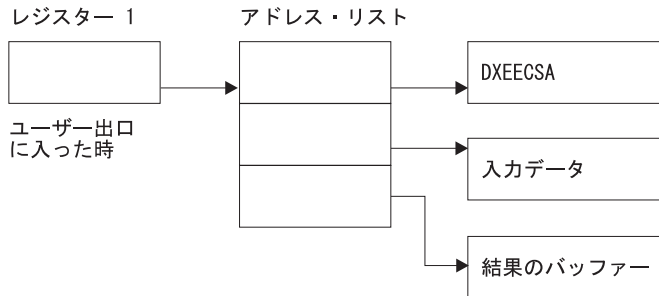 レジスター 1
アドレス・リスト
DXEECSA
ユーザー出口
に入った時
入力データ
結果のバッファー